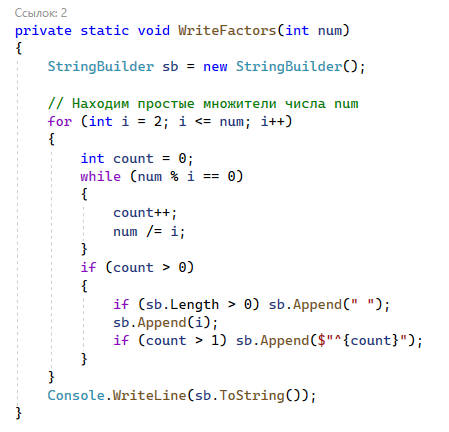 Ссылок: 2
private static void WriteFactors(int num)
{
    StringBuilder sb = new StringBuilder();

    // Находим простые множители числа num
    for (int i = 2; i <= num; i++)
    {
        int count = 0;
        while (num % i == 0)
        {
            count++;
            num /= i;
        }
        if (count > 0)
        {
            if (sb.Length > 0) sb.Append(" ");
            sb.Append(i);
            if (count > 1) sb.Append($"^{count}");
        }
    }
    Console.WriteLine(sb.ToString());
}